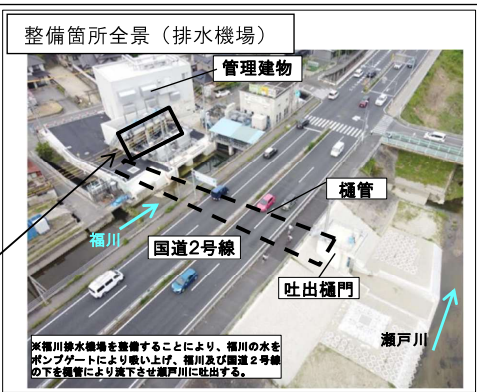 整備箇所全景（排水機場）
管理建物
樋管
福川
国道2号線
吐出樋門
瀬戸川
※福川排水機場を整備することにより、福川の水を
ポンプゲートにより吸い上げ、福川及び国道２号線
の下を樋管により流下させ瀬戸川に吐出する。